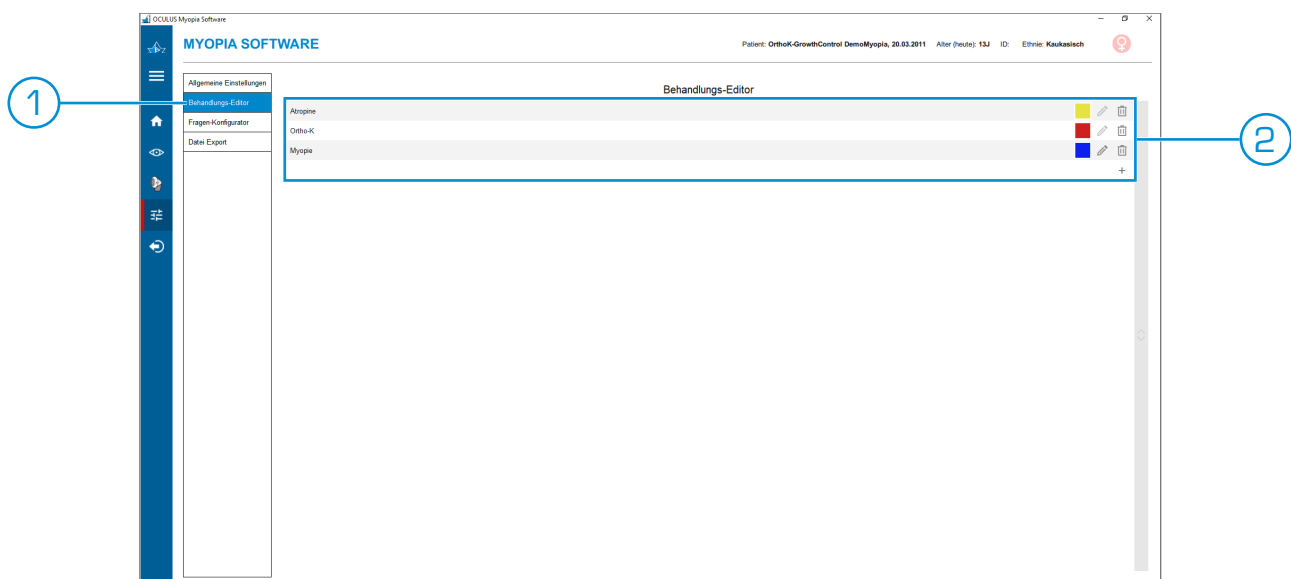 OCULUS Myopia Software
MYOPIA SOFTWARE
Patient: OrthoK-GrowthControl DemoMyopia, 20.03.2011 Alter (heute): 13J ID: Ethnie: Kaukasisch
Allgemeine Einstellungen
Behandlungs-Editor
Fragen-Konfigurator
Datei Export
Behandlungs-Editor
Atropine
Ortho-K
Myopie
+
1
2